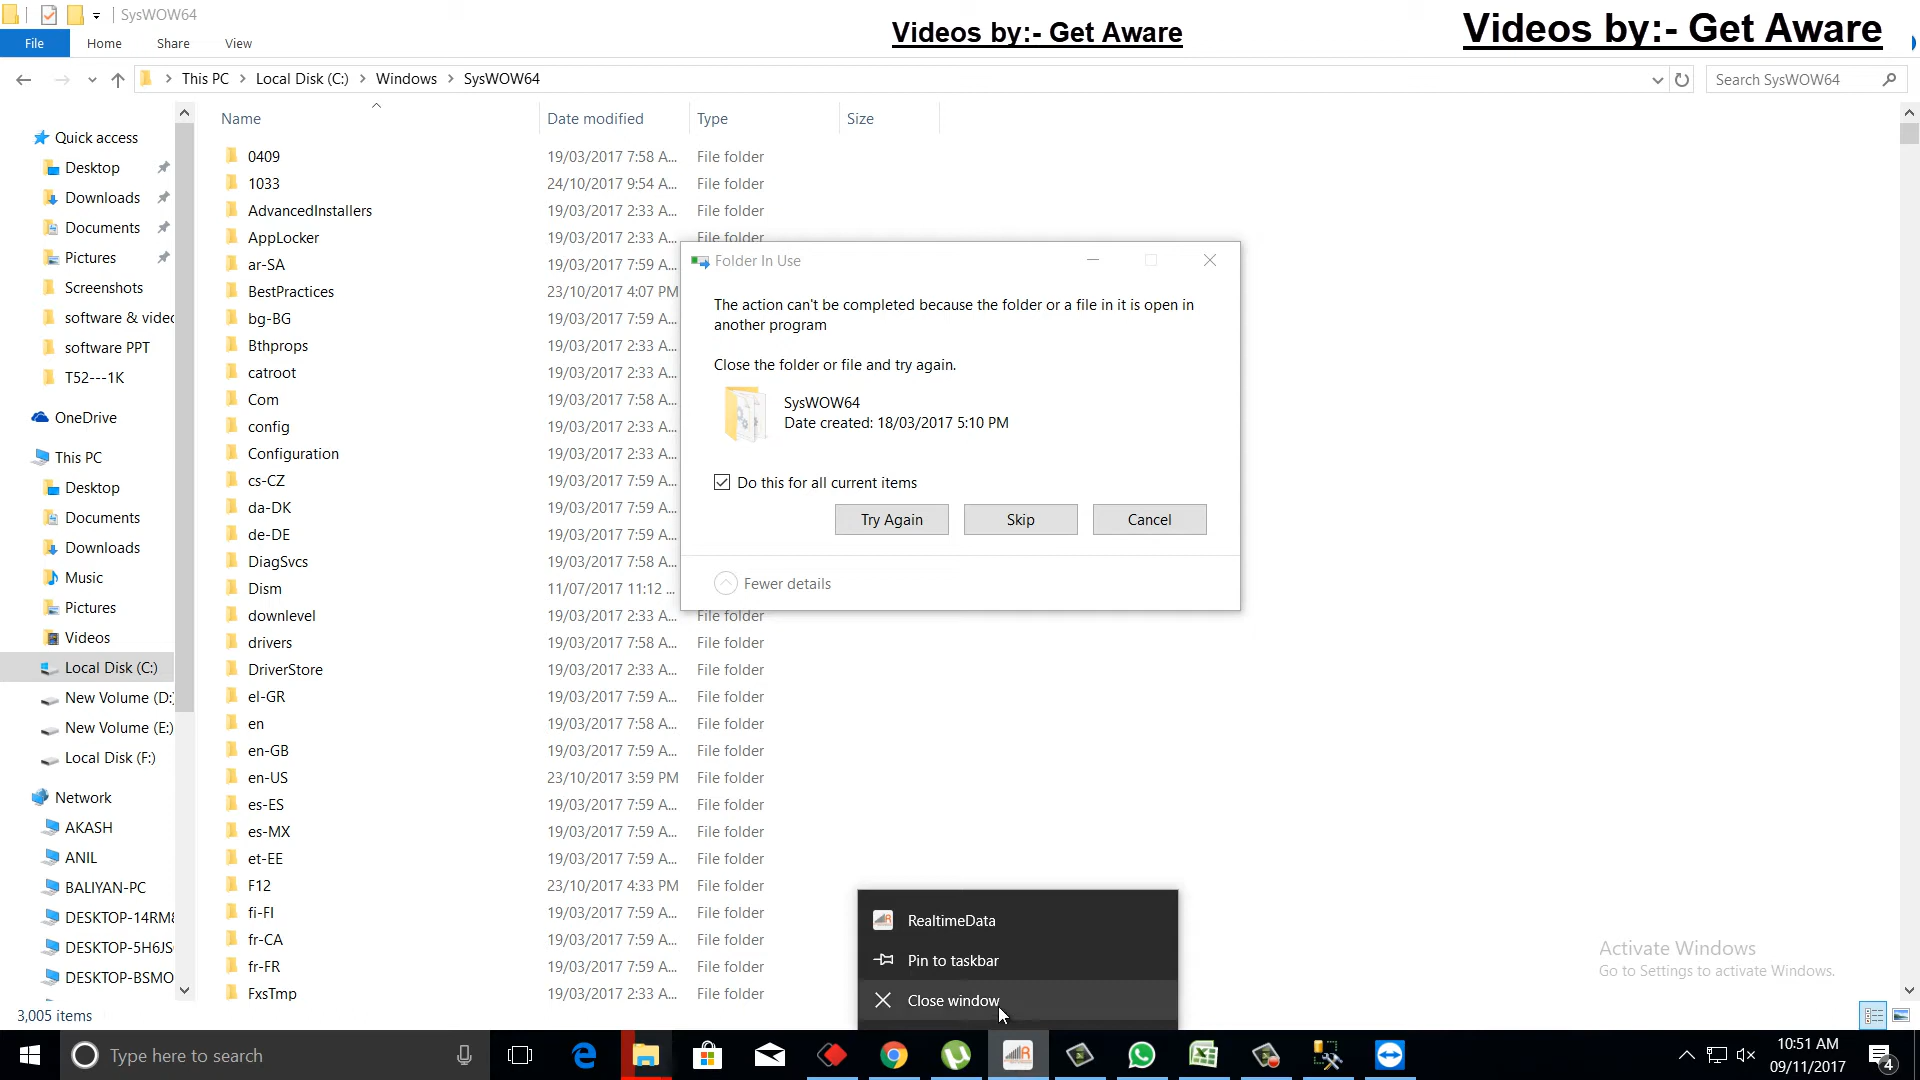 SysWOW64
Videos by:- Get Aware
Videos by:- Get Aware
File
Home
Share
View
This PC
Local Disk (C:)
Windows
SysWOW64
Search SysWOW64
Name
Date modified
Type
Size
Quick access
Desktop
Downloads
Documents
Pictures
Screenshots
software & video
software PPT
T52---1K
OneDrive
This PC
Desktop
Documents
Downloads
Music
Pictures
Videos
Local Disk (C:)
New Volume (D:)
New Volume (E:)
Local Disk (F:)
Network
AKASH
ANIL
BALIYAN-PC
DESKTOP-14RM8
DESKTOP-5H6JS
DESKTOP-BSMO
0409 19/03/2017 7:58 A... File folder
1033 24/10/2017 9:54 A... File folder
AdvancedInstallers 19/03/2017 2:33 A... File folder
AppLocker 19/03/2017 2:33 A... File folder
ar-SA 19/03/2017 7:59 A...
BestPractices 23/10/2017 4:07 PM
bg-BG 19/03/2017 7:59 A...
Bthprops 19/03/2017 2:33 A...
catroot 19/03/2017 2:33 A...
Com 19/03/2017 7:58 A...
config 19/03/2017 2:33 A...
Configuration 19/03/2017 2:33 A...
cs-CZ 19/03/2017 7:59 A...
da-DK 19/03/2017 7:59 A...
de-DE 19/03/2017 7:59 A...
DiagSvcs 19/03/2017 7:58 A...
Dism 11/07/2017 11:12 ...
downlevel 19/03/2017 2:33 A... File folder
drivers 19/03/2017 7:58 A... File folder
DriverStore 19/03/2017 2:33 A... File folder
el-GR 19/03/2017 7:59 A... File folder
en 19/03/2017 7:58 A... File folder
en-GB 19/03/2017 7:59 A... File folder
en-US 23/10/2017 3:59 PM File folder
es-ES 19/03/2017 7:59 A... File folder
es-MX 19/03/2017 7:59 A... File folder
et-EE 19/03/2017 7:59 A... File folder
F12 23/10/2017 4:33 PM File folder
fi-FI 19/03/2017 7:59 A... File folder
fr-CA 19/03/2017 7:59 A... File folder
fr-FR 19/03/2017 7:59 A... File folder
FxsTmp 19/03/2017 2:33 A... File folder
Folder In Use
The action can't be completed because the folder or a file in it is open in
another program
Close the folder or file and try again.
SysWOW64
Date created: 18/03/2017 5:10 PM
Do this for all current items
Try Again
Skip
Cancel
Fewer details
RealtimeData
Pin to taskbar
Close window
Activate Windows
Go to Settings to activate Windows.
3,005 items
Type here to search
10:51 AM
09/11/2017
4